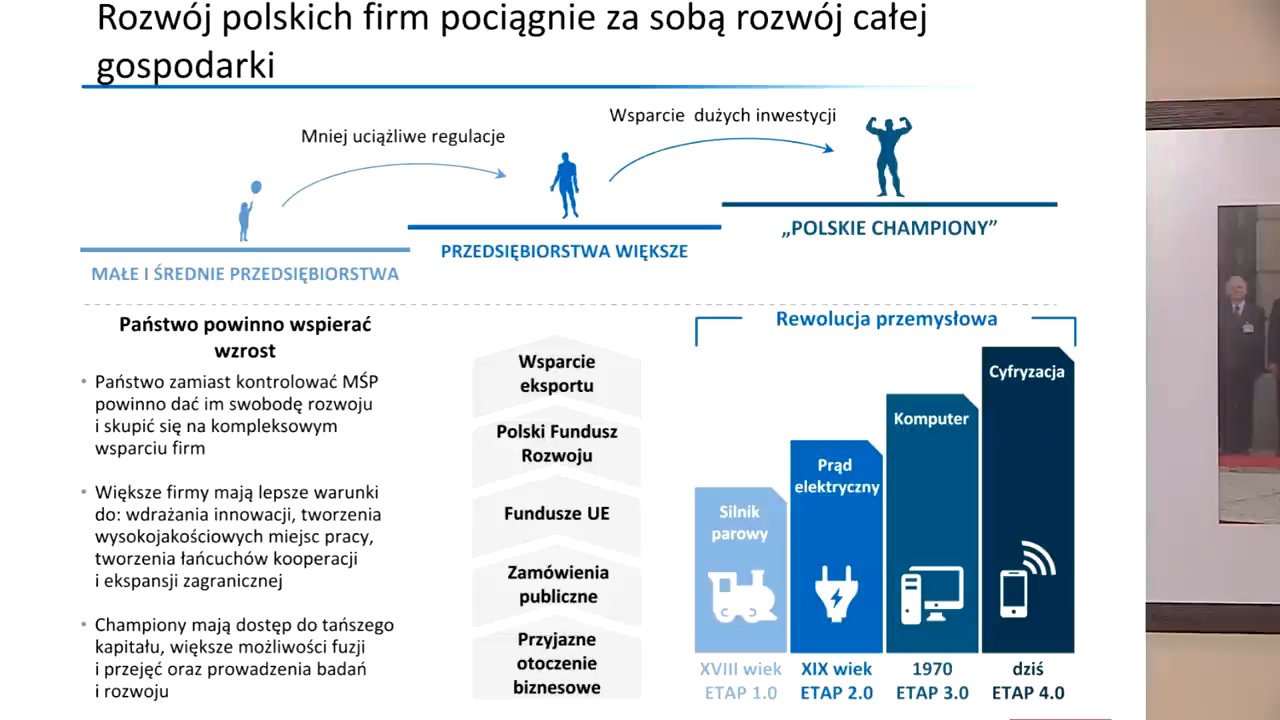 Rozwój polskich firm pociągnie za sobą rozwój całej
gospodarki
Mniej uciążliwe regulacje
Wsparcie dużych inwestycji
MAŁE I ŚREDNIE PRZEDSIĘBIORSTWA
PRZEDSIĘBIORSTWA WIĘKSZE
„POLSKIE CHAMPIONY”
Państwo powinno wspierać
wzrost
• Państwo zamiast kontrolować MŚP
powinno dać im swobodę rozwoju
i skupić się na kompleksowym
wsparciu firm
• Większe firmy mają lepsze warunki
do: wdrażania innowacji, tworzenia
wysokojakościowych miejsc pracy,
tworzenia łańcuchów kooperacji
i ekspansji zagranicznej
• Championy mają dostęp do tańszego
kapitału, większe możliwości fuzji
i przejęć oraz prowadzenia badań
i rozwoju
Wsparcie
eksportu
Polski Fundusz
Rozwoju
Fundusze UE
Zamówienia
publiczne
Przyjazne
otoczenie
biznesowe
Rewolucja przemysłowa
Silnik
parowy
XVIII wiek
ETAP 1.0
Prąd
elektryczny
XIX wiek
ETAP 2.0
Komputer
1970
ETAP 3.0
Cyfryzacja
dziś
ETAP 4.0